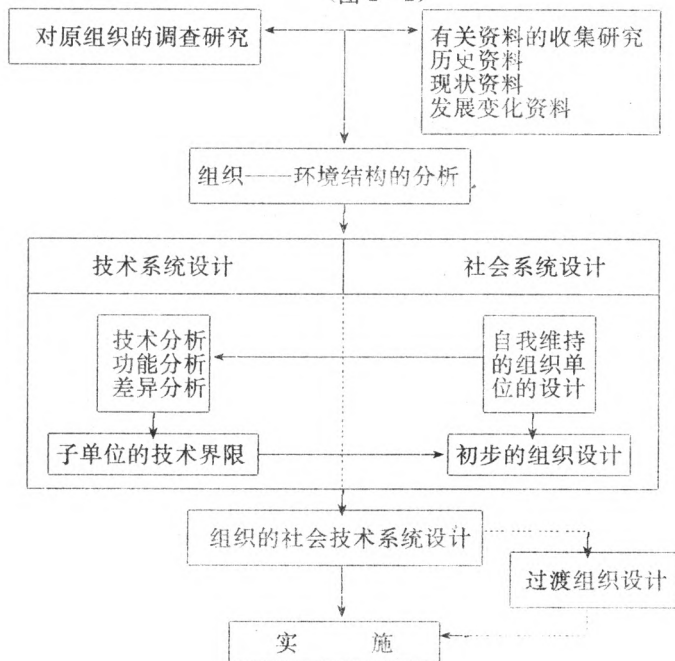 对原组织的调查研究
有关资料的收集研究
历史资料
现状资料
发展变化资料
组织——环境结构的分析
技术系统设计
社会系统设计
技术分析
功能分析
差异分析
自我维持
的组织单
位的设计
子单位的技术界限
初步的组织设计
组织的社会技术系统设计
过渡组织设计
实 施